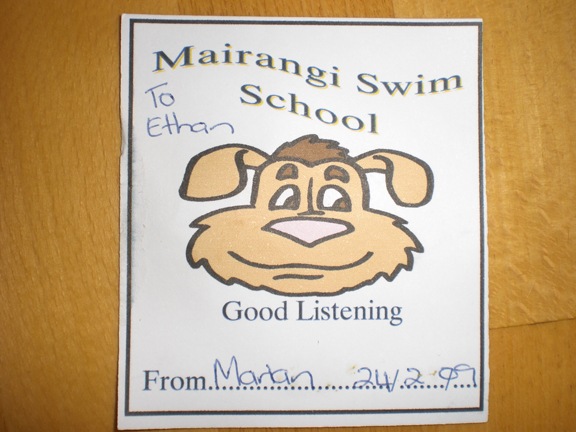 Mairangi Swim
School
To
Ethan
Good Listening
From Marian 24/2 99